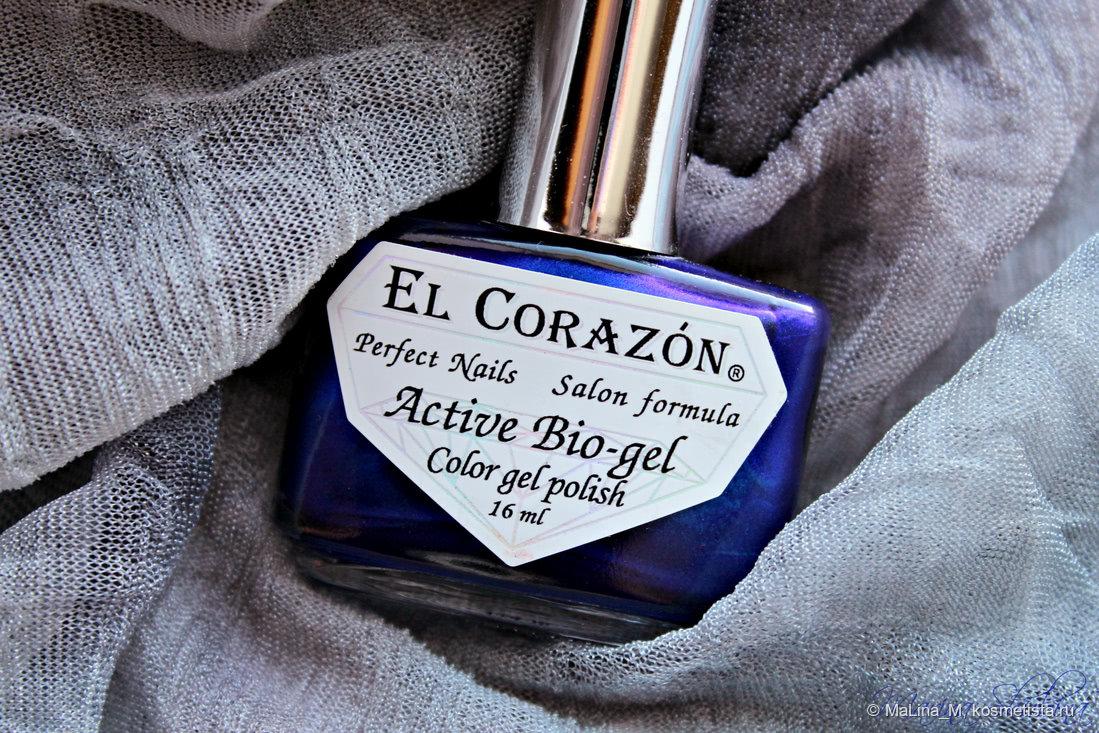 EL CORAZÓN®
Perfect Nails Salon formula
Active Bio-gel
Color gel polish
16 ml
© MaLina_M, kosmetista.ru